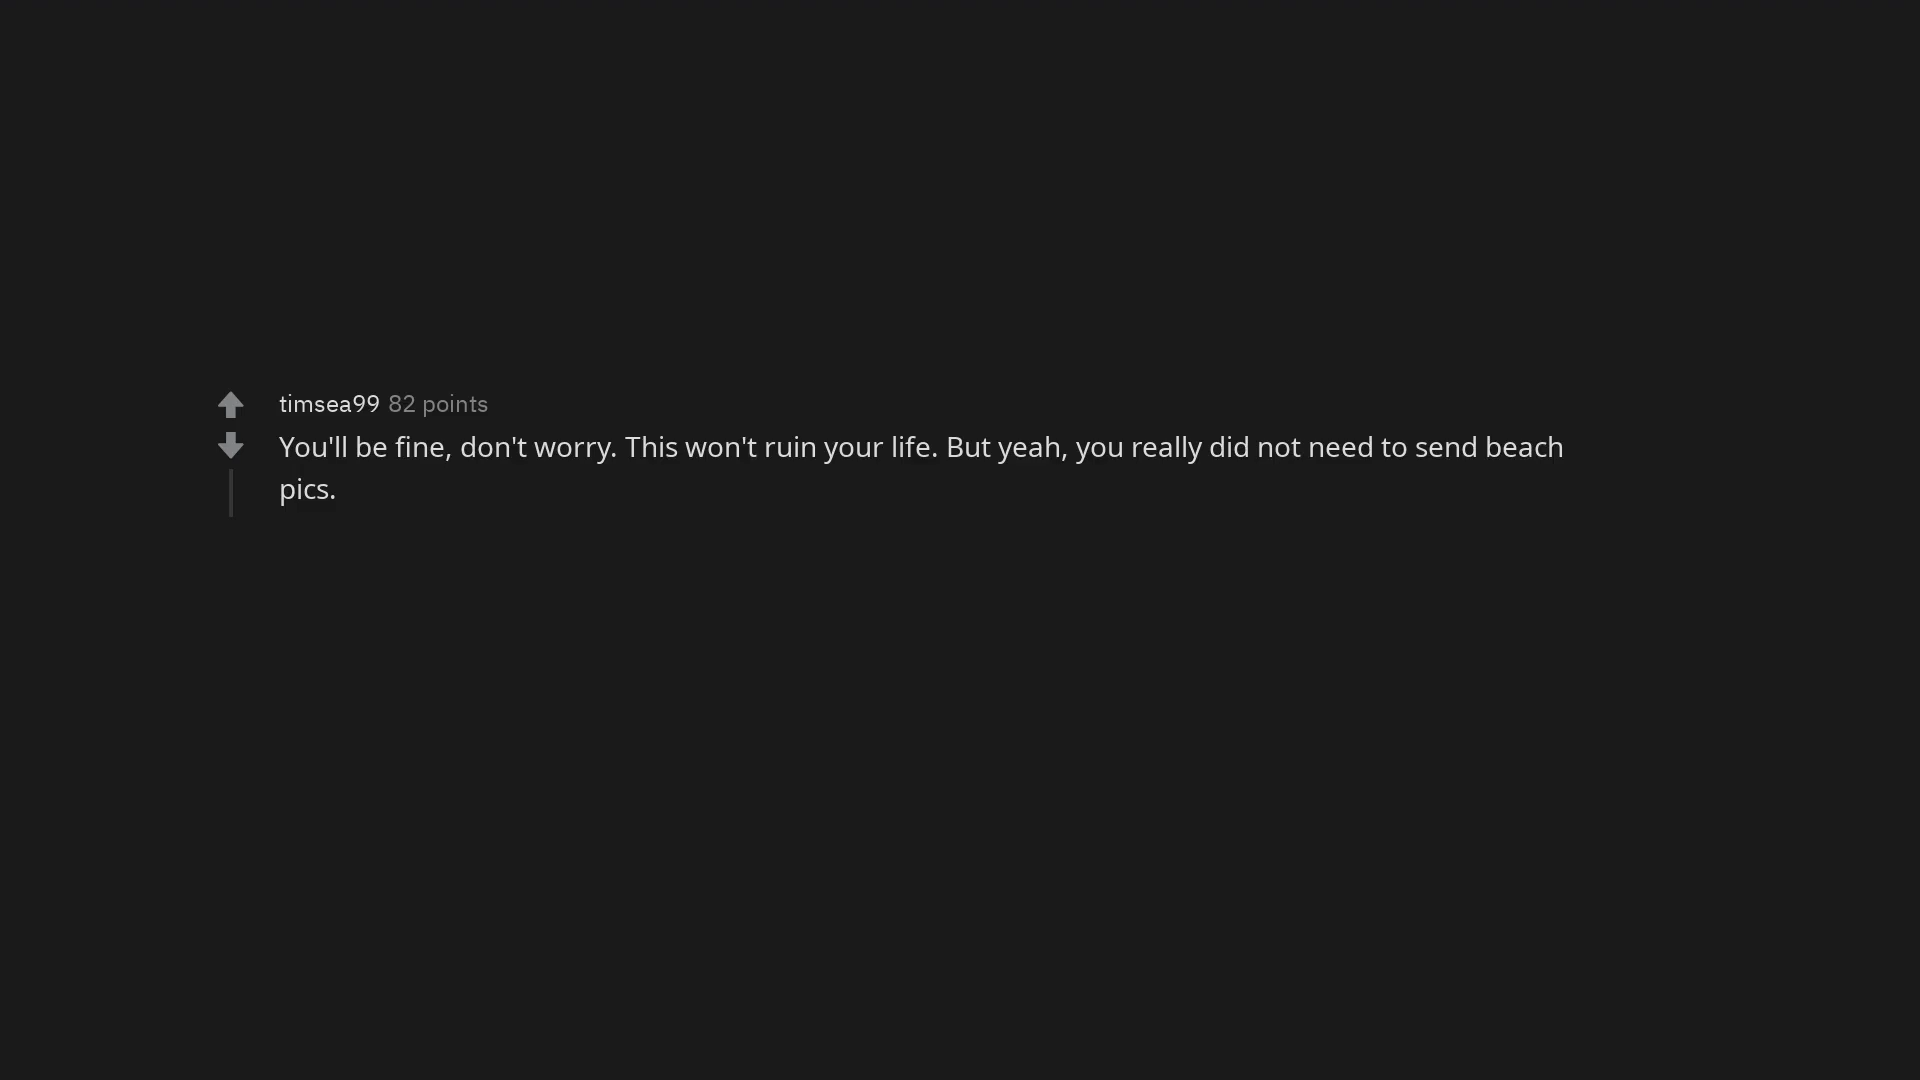 timsea99 82 points
You'll be fine, don't worry. This won't ruin your life. But yeah, you really did not need to send beach
pics.